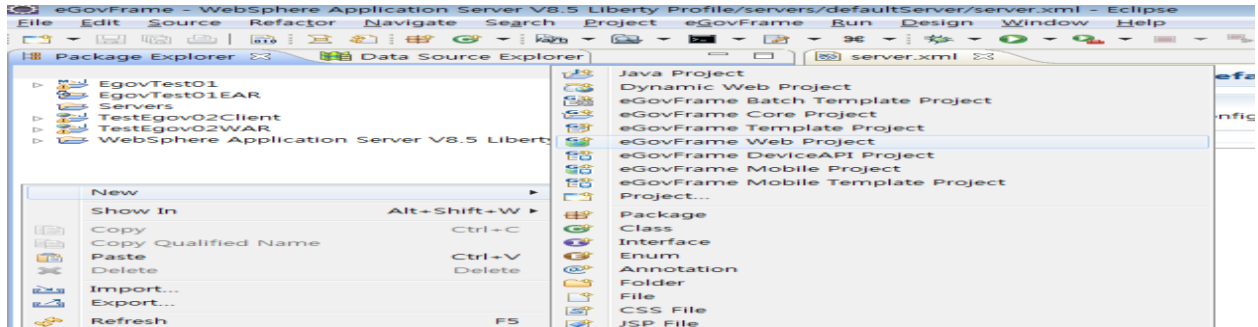 eGovFrame - WebSphere Application Server V8.5 Liberty Profile/servers/defaultServer/server.xml - Eclipse
File Edit Source Refactor Navigate Search Project eGovFrame Run Design Window Help
Package Explorer Data Source Explorer server.xml
EgovTest01
EgovTest01EAR
Servers
TestEgov02Client
TestEgov02WAR
WebSphere Application Server V8.5 Libert
New
Show In Alt+Shift+W
Copy Ctrl+C
Copy Qualified Name
Paste Ctrl+V
Delete Delete
Import...
Export...
Refresh F5
Java Project
Dynamic Web Project
eGovFrame Batch Template Project
eGovFrame Core Project
eGovFrame Template Project
eGovFrame Web Project
eGovFrame DeviceAPI Project
eGovFrame Mobile Project
eGovFrame Mobile Template Project
Project...
Package
Class
Interface
Enum
Annotation
Folder
File
CSS File
JSP File
efa
nfig